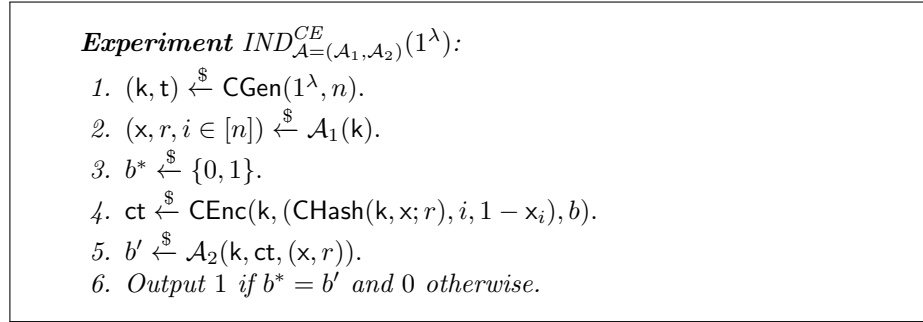 Experiment IND^{CE}_{𝒜=(𝒜_1,𝒜_2)}(1^λ):
1. (k, t) ←$ CGen(1^λ, n).
2. (x, r, i ∈ [n]) ←$ 𝒜_1(k).
3. b* ←$ {0, 1}.
4. ct ←$ CEnc(k, (CHash(k, x; r), i, 1 − x_i), b).
5. b′ ←$ 𝒜_2(k, ct, (x, r)).
6. Output 1 if b* = b′ and 0 otherwise.